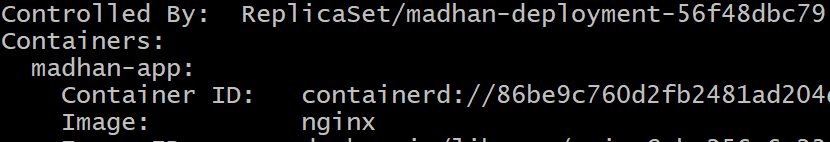 Controlled By:  ReplicaSet/madhan-deployment-56f48dbc79
Containers:
  madhan-app:
    Container ID:   containerd://86be9c760d2fb2481ad204
    Image:          nginx